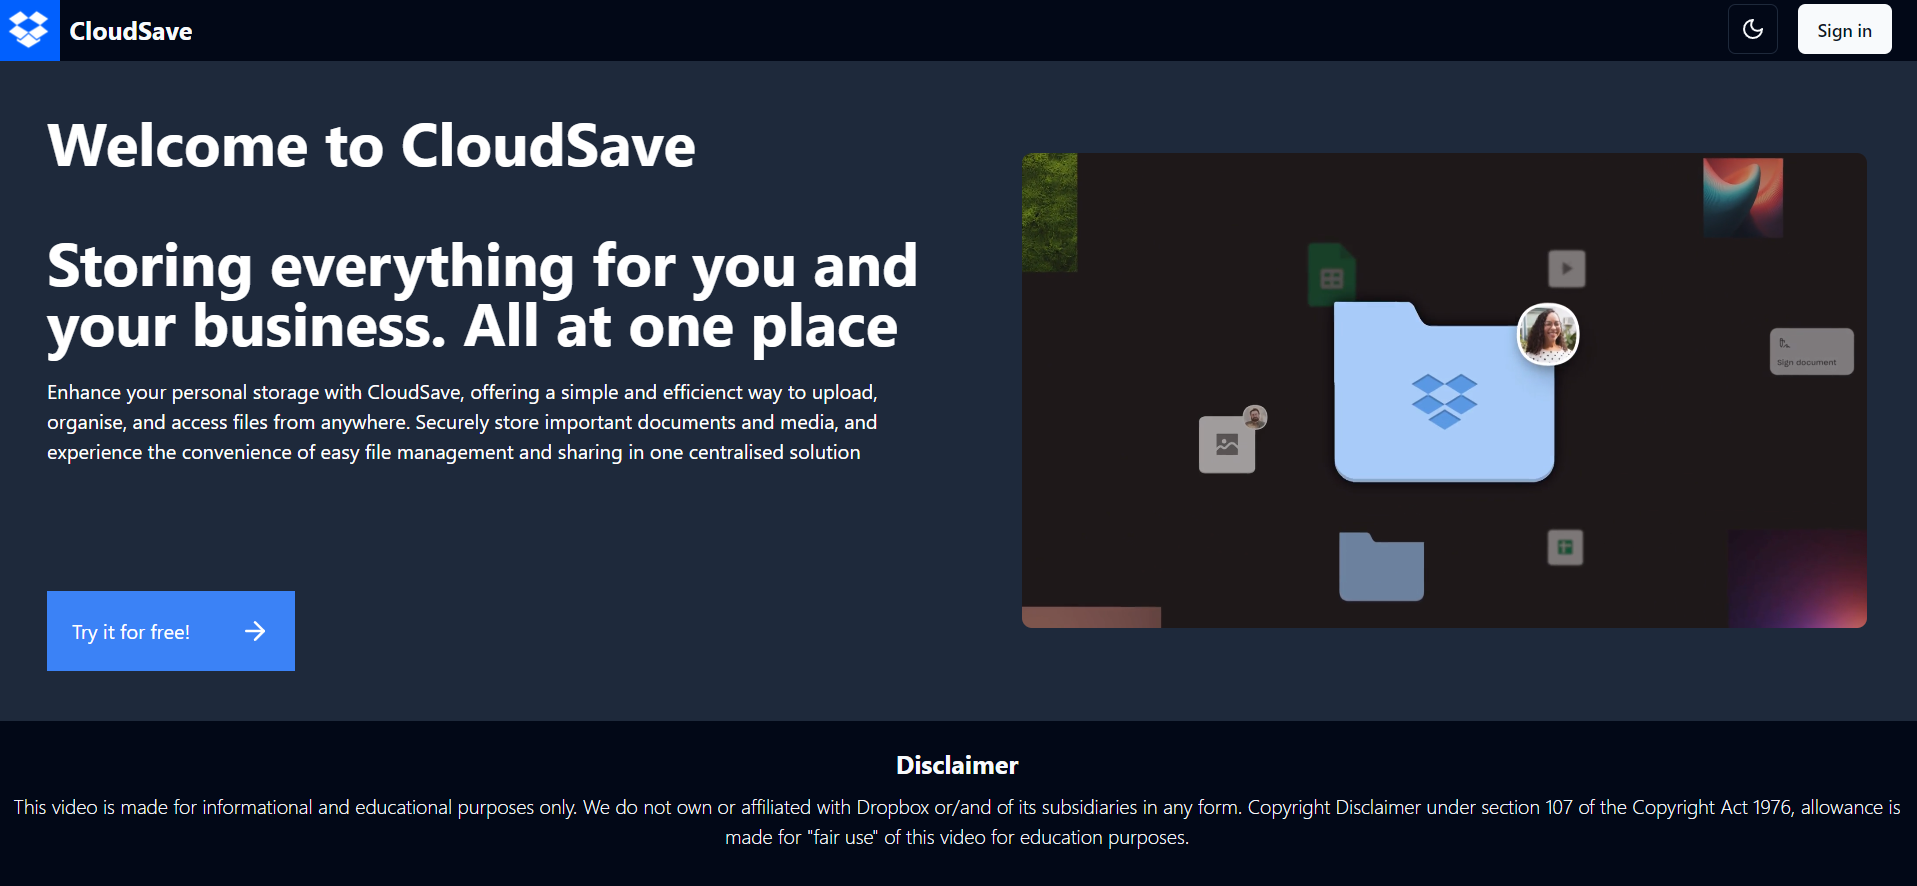 CloudSave
Sign in
Welcome to CloudSave
Storing everything for you and
your business. All at one place
Enhance your personal storage with CloudSave, offering a simple and efficienct way to upload,
organise, and access files from anywhere. Securely store important documents and media, and
experience the convenience of easy file management and sharing in one centralised solution
Try it for free!
Sign document
Disclaimer
This video is made for informational and educational purposes only. We do not own or affiliated with Dropbox or/and of its subsidiaries in any form. Copyright Disclaimer under section 107 of the Copyright Act 1976, allowance is
made for "fair use" of this video for education purposes.